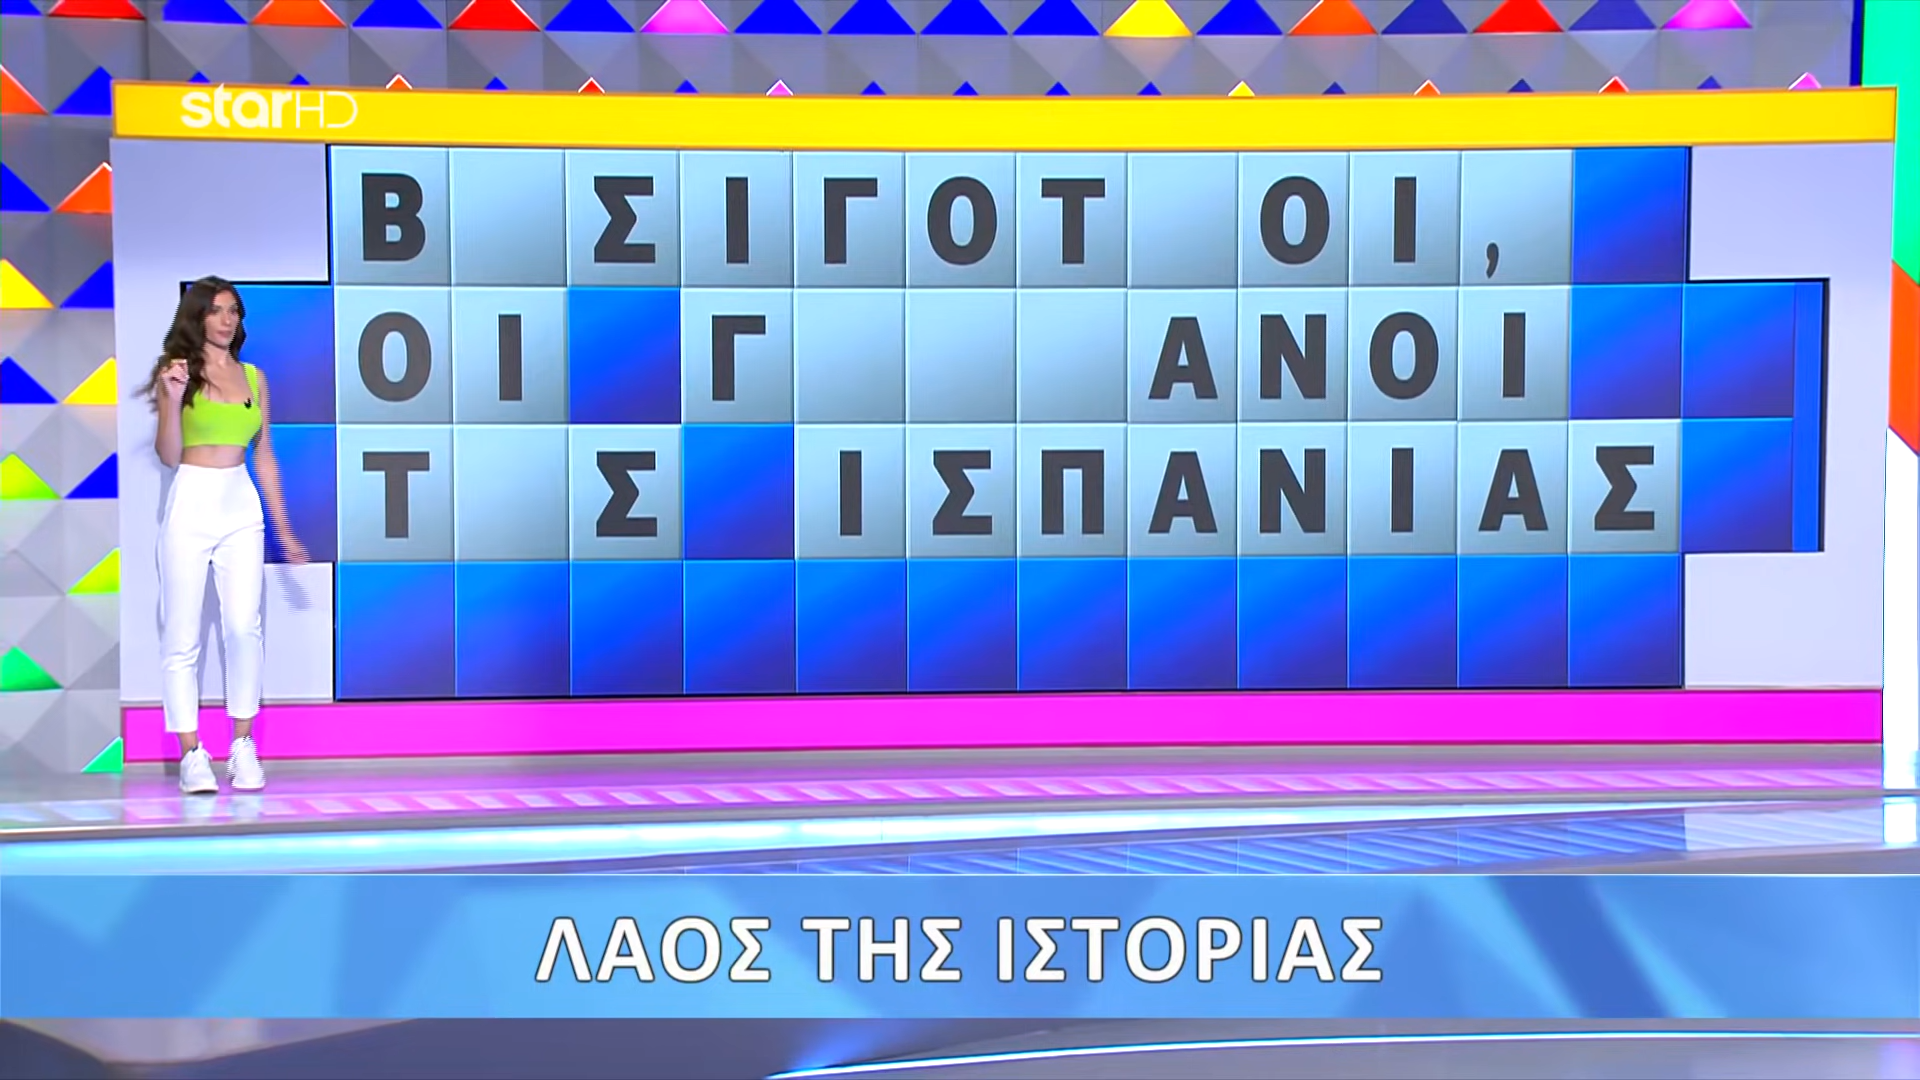 starHD
Β ΣΙΓΟΤ ΟΙ,
ΟΙ Γ   ΑΝΟΙ
Τ Σ ΙΣΠΑΝΙΑΣ
ΛΑΟΣ ΤΗΣ ΙΣΤΟΡΙΑΣ